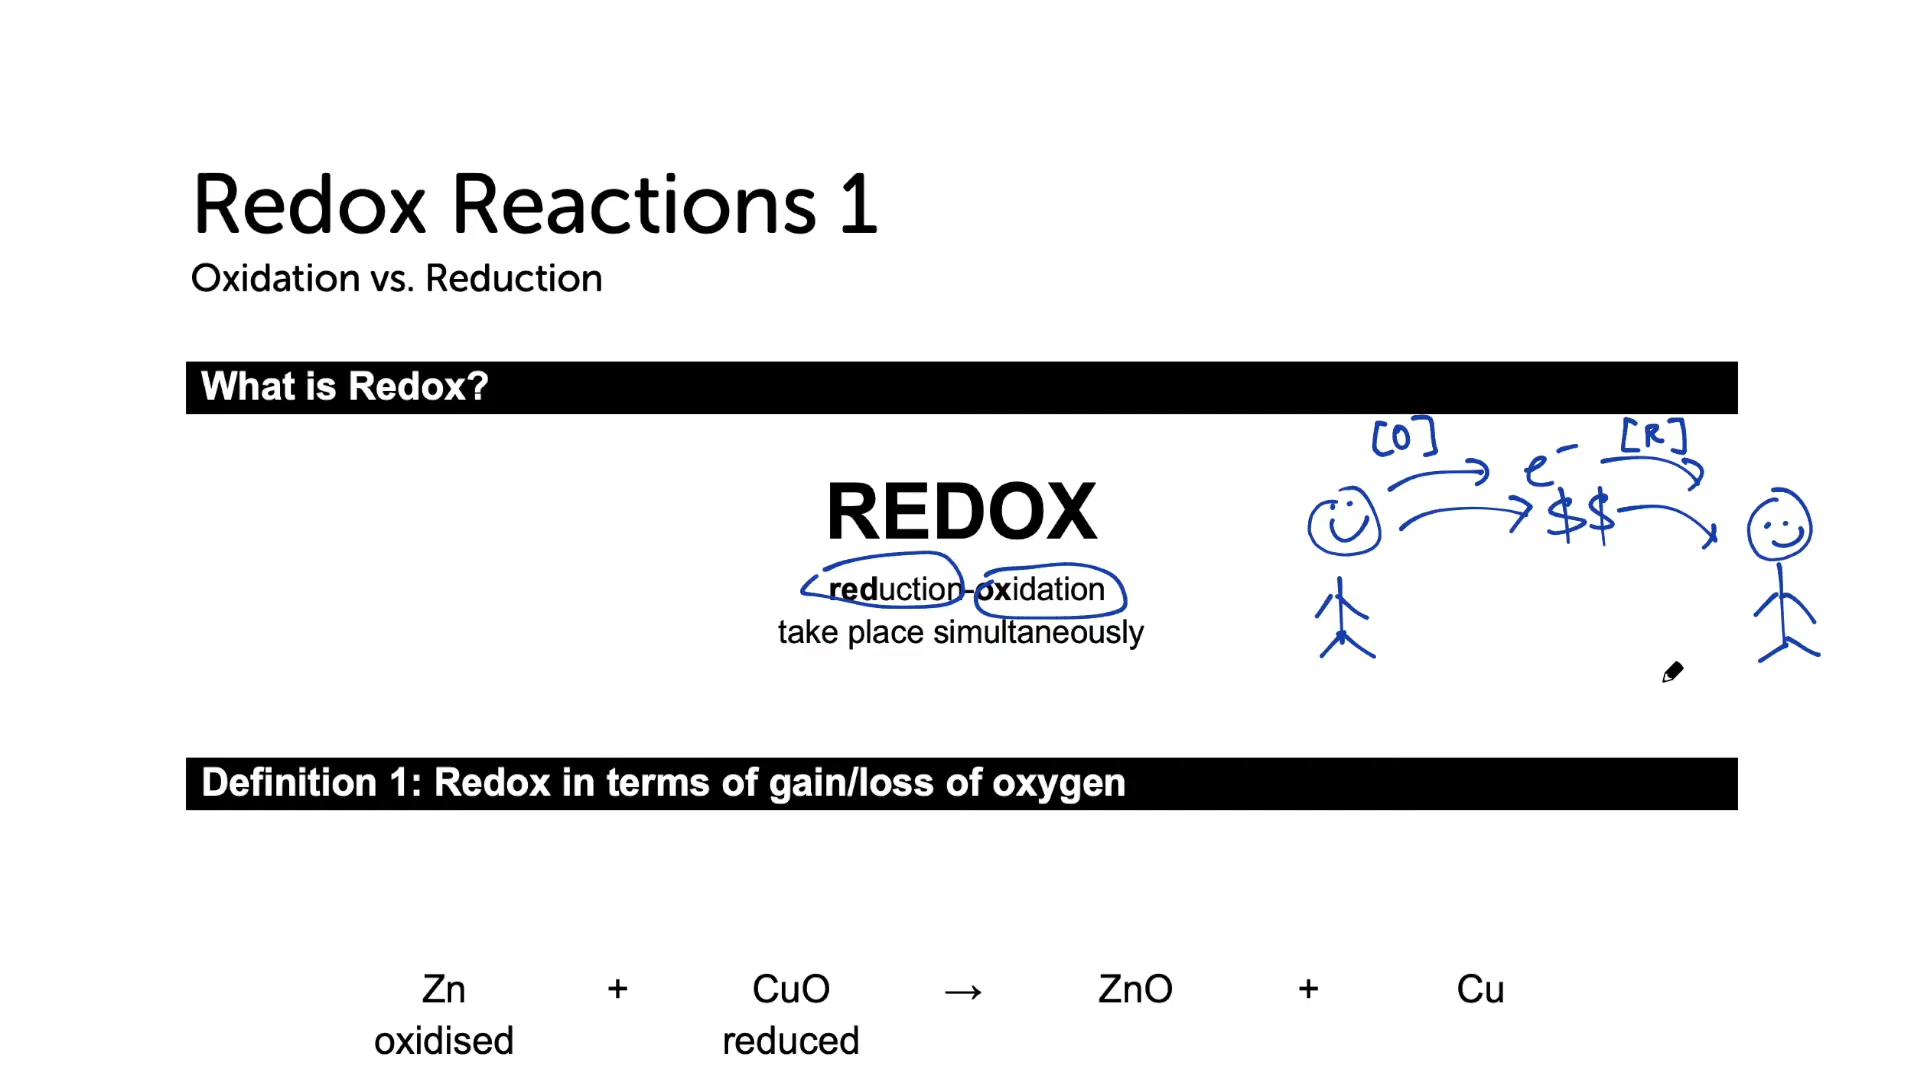 Redox Reactions 1
Oxidation vs. Reduction
What is Redox?
[O] e⁻ [R]
$$
REDOX
reduction-oxidation
take place simultaneously
Definition 1: Redox in terms of gain/loss of oxygen
Zn + CuO → ZnO + Cu
oxidised reduced